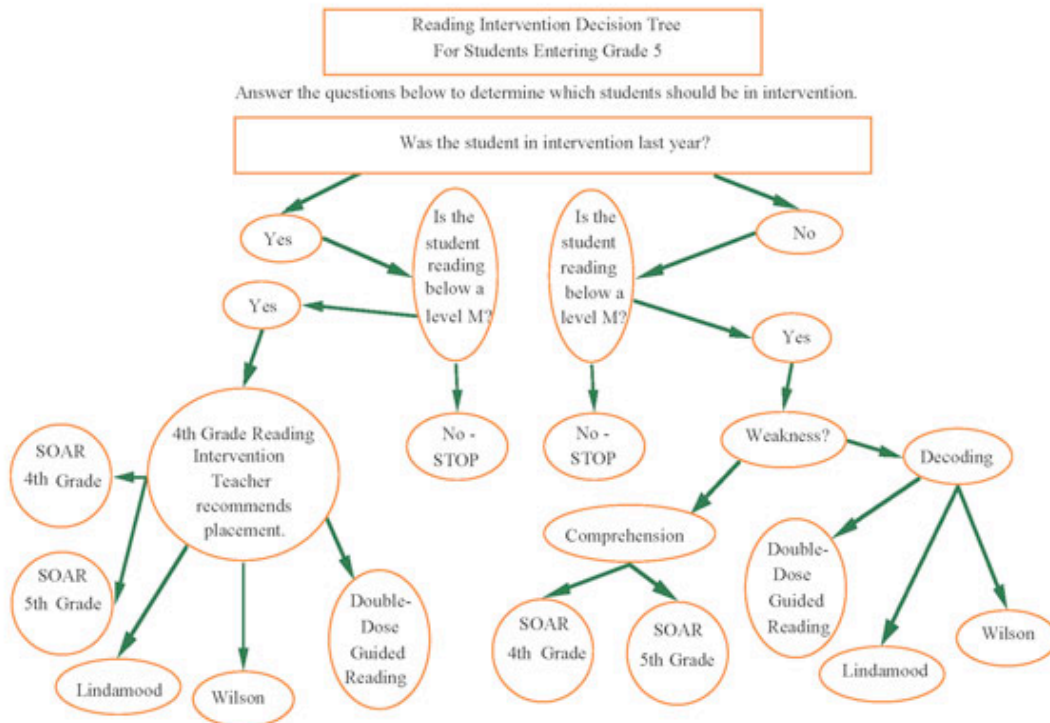 Reading Intervention Decision Tree
For Students Entering Grade 5
Answer the questions below to determine which students should be in intervention.
Was the student in intervention last year?
Yes
Is the
student
reading
below a
level M?
Is the
student
reading
below a
level M?
No
Yes
Yes
4th Grade Reading
Intervention
Teacher
recommends
placement.
No -
STOP
No -
STOP
Weakness?
Decoding
SOAR
4th Grade
SOAR
5th Grade
Lindamood
Wilson
Double-
Dose
Guided
Reading
Comprehension
SOAR
4th Grade
SOAR
5th Grade
Double-
Dose
Guided
Reading
Lindamood
Wilson